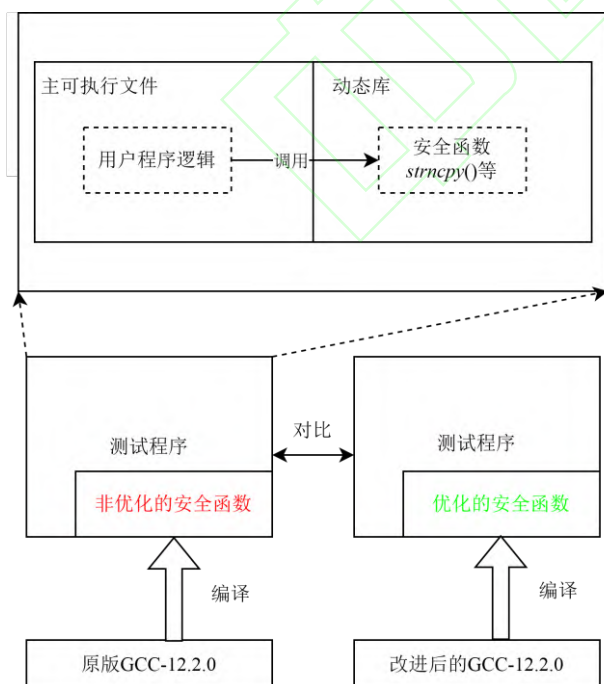 主可执行文件
动态库
用户程序逻辑
调用
安全函数
strncpy()等
测试程序
对比
测试程序
非优化的安全函数
优化的安全函数
编译
编译
原版GCC-12.2.0
改进后的GCC-12.2.0